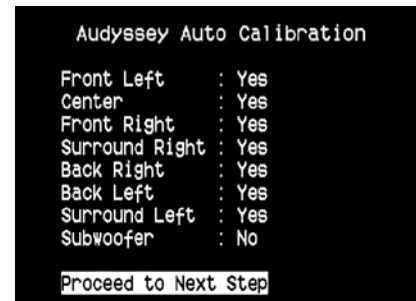 Audyssey Auto Calibration
Front Left : Yes
Center : Yes
Front Right : Yes
Surround Right : Yes
Back Right : Yes
Back Left : Yes
Surround Left : Yes
Subwoofer : No
Proceed to Next Step